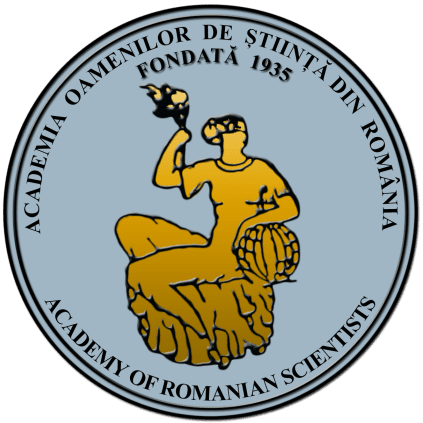 ACADEMIA OAMENILOR DE ȘTIINȚĂ DIN ROMÂNIA
FONDATĂ 1935
ACADEMY OF ROMANIAN SCIENTISTS